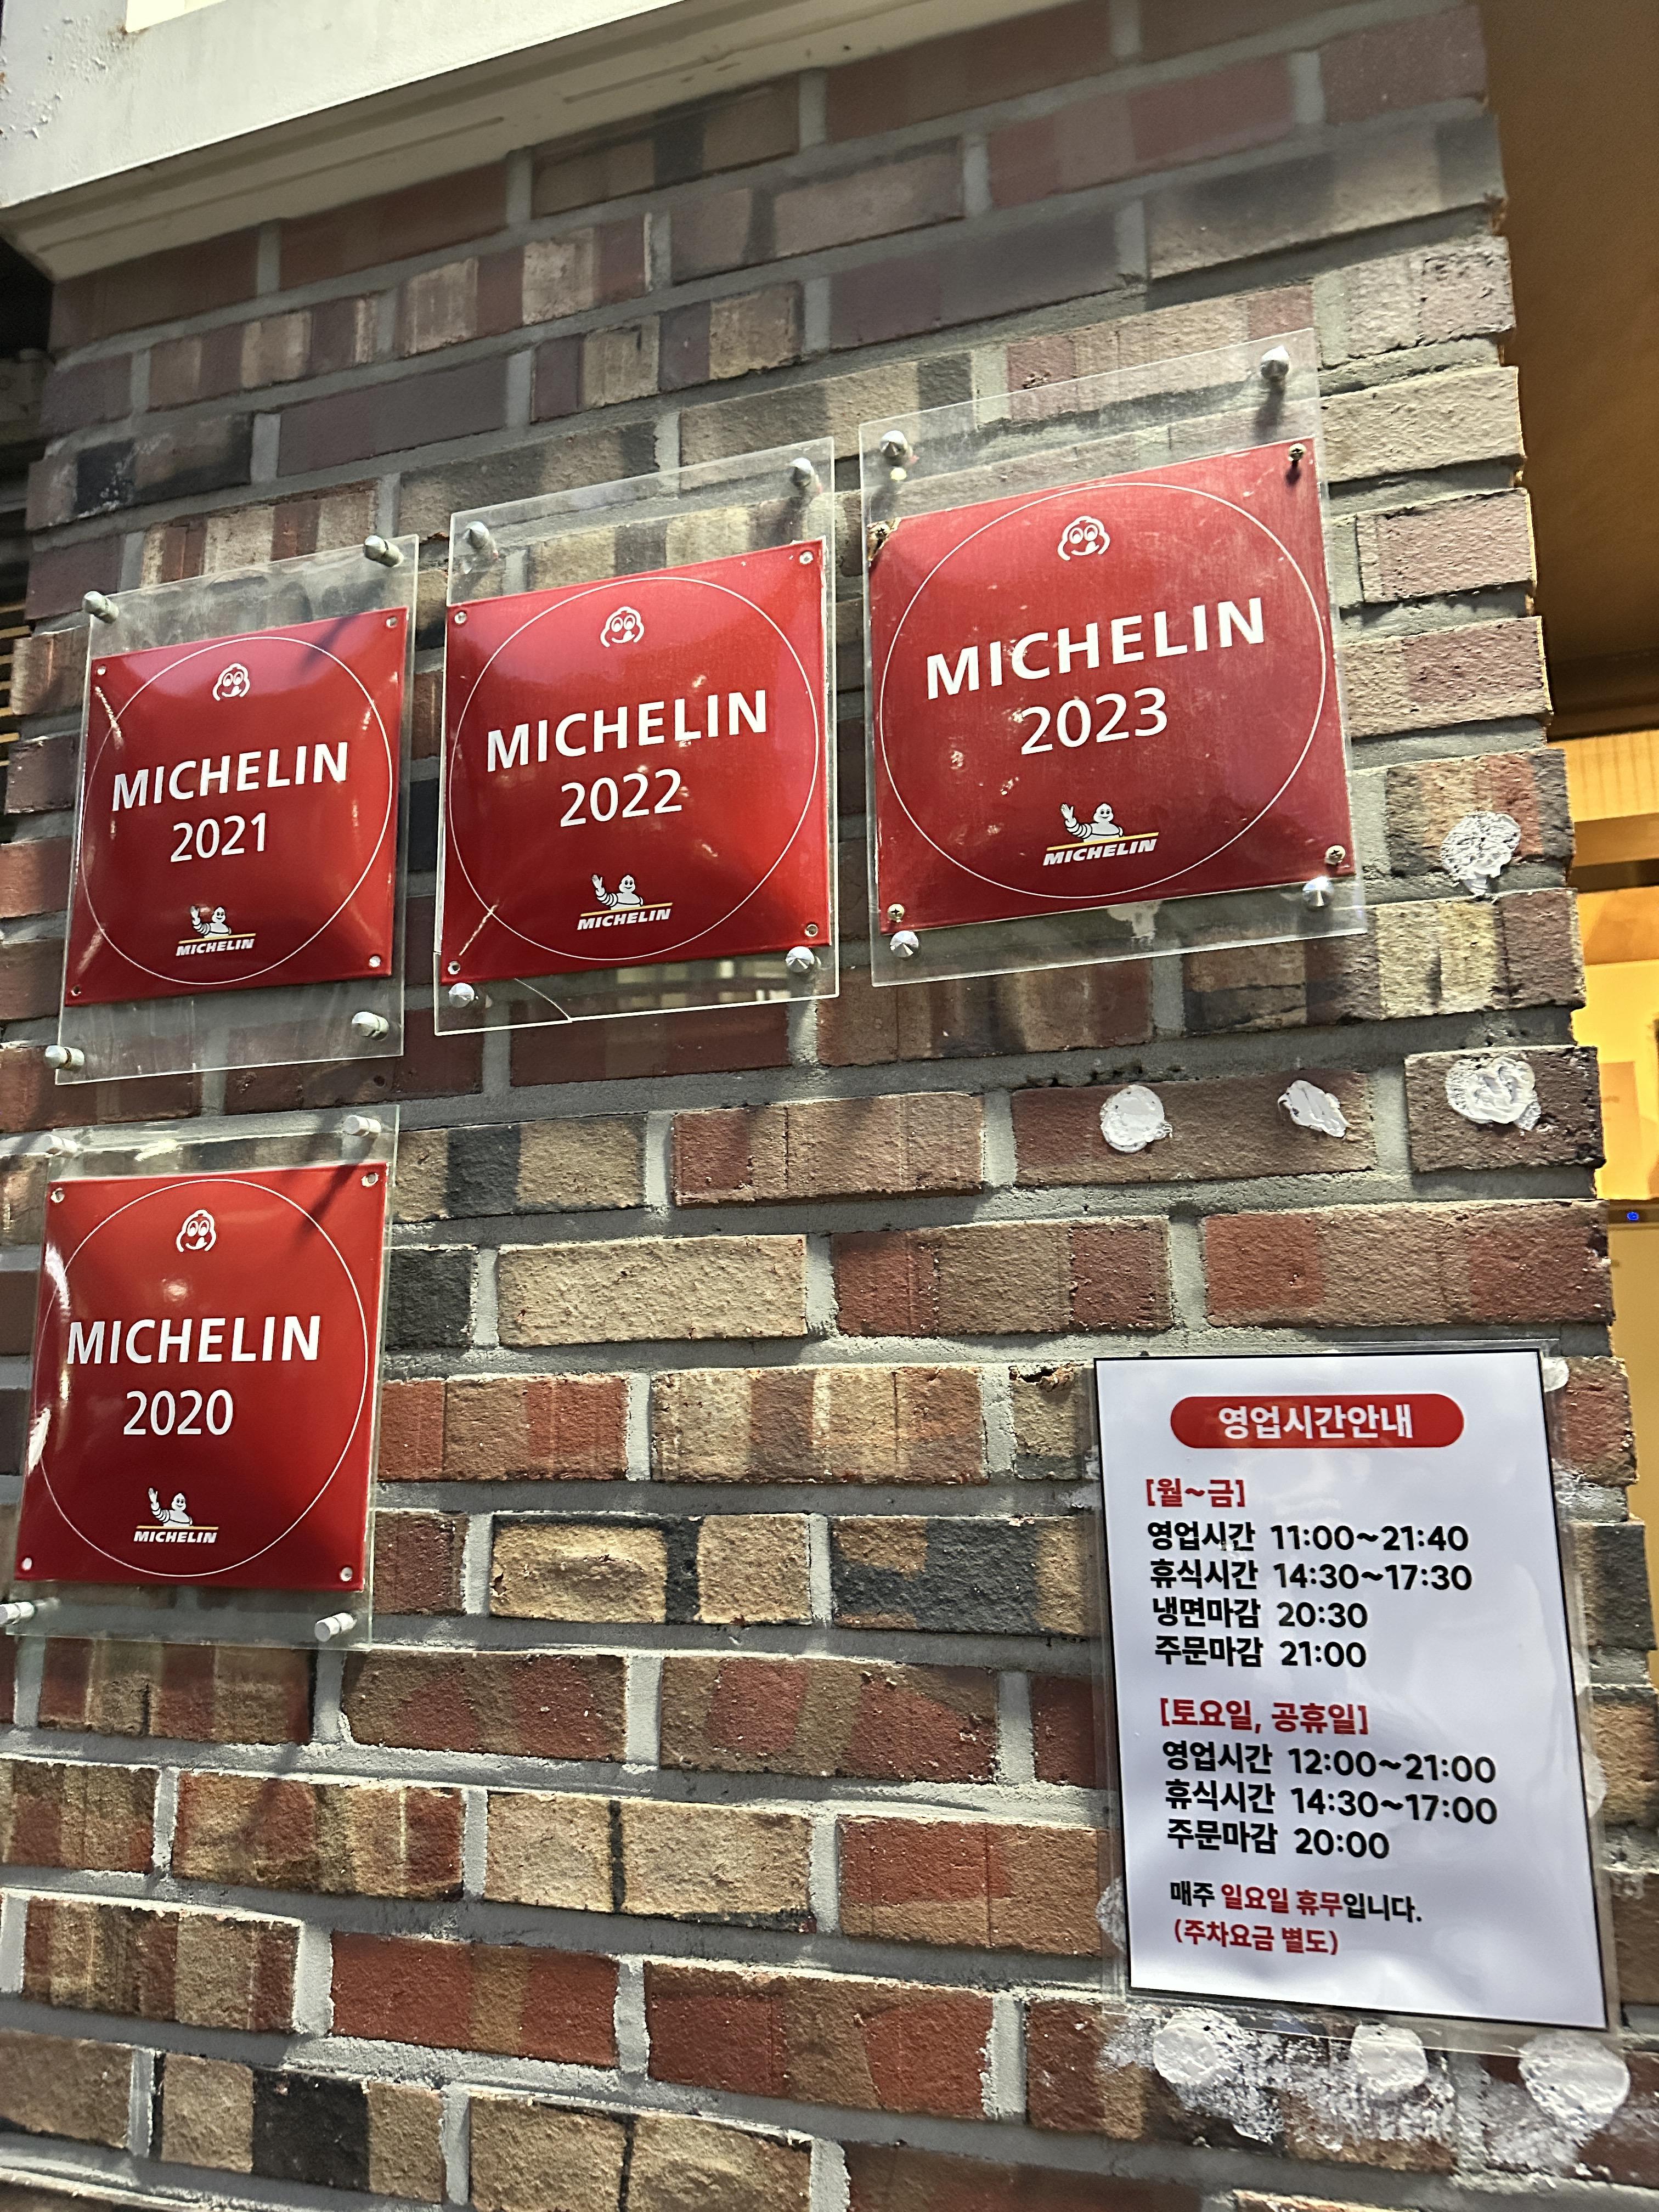 MICHELIN
2021
MICHELIN
MICHELIN
2022
MICHELIN
MICHELIN
2023
MICHELIN
MICHELIN
2020
MICHELIN
영업시간안내
[월~금]
영업시간 11:00~21:40
휴식시간 14:30~17:30
냉면마감 20:30
주문마감 21:00
[토요일, 공휴일]
영업시간 12:00~21:00
휴식시간 14:30~17:00
주문마감 20:00
매주 일요일 휴무입니다.
(주차요금 별도)